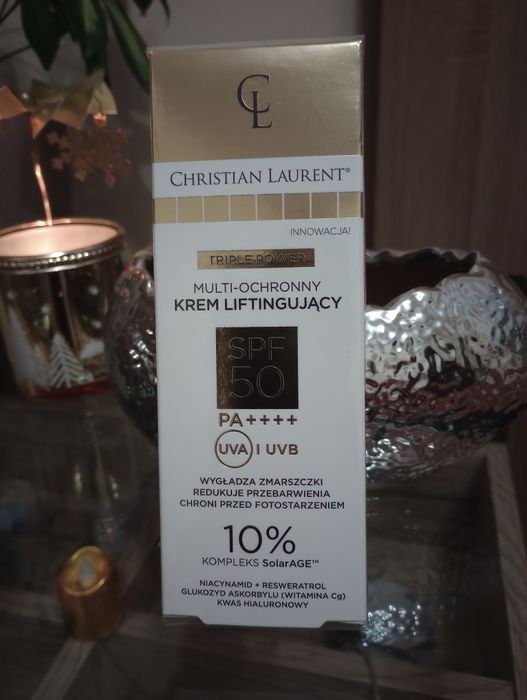 CL
CHRISTIAN LAURENT®
INNOWACJA!
TRIPLE POWER
MULTI-OCHRONNY
KREM LIFTINGUJĄCY
SPF
50
PA++++
UVA I UVB
WYGŁADZA ZMARSZCZKI
REDUKUJE PRZEBARWIENIA
CHRONI PRZED FOTOSTARZENIEM
10%
KOMPLEKS SolarAGE™
NIACYNAMID + RESWERATROL
GLUKOZYD ASKORBYLU (WITAMINA Cg)
KWAS HIALURONOWY